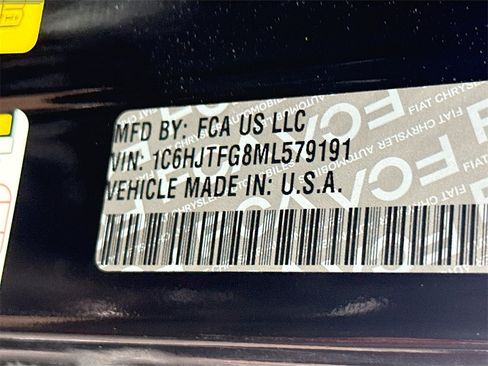 MFD BY: FCA US LLC
VIN: 1C6HJTFG8ML579191
VEHICLE MADE IN: U.S.A.